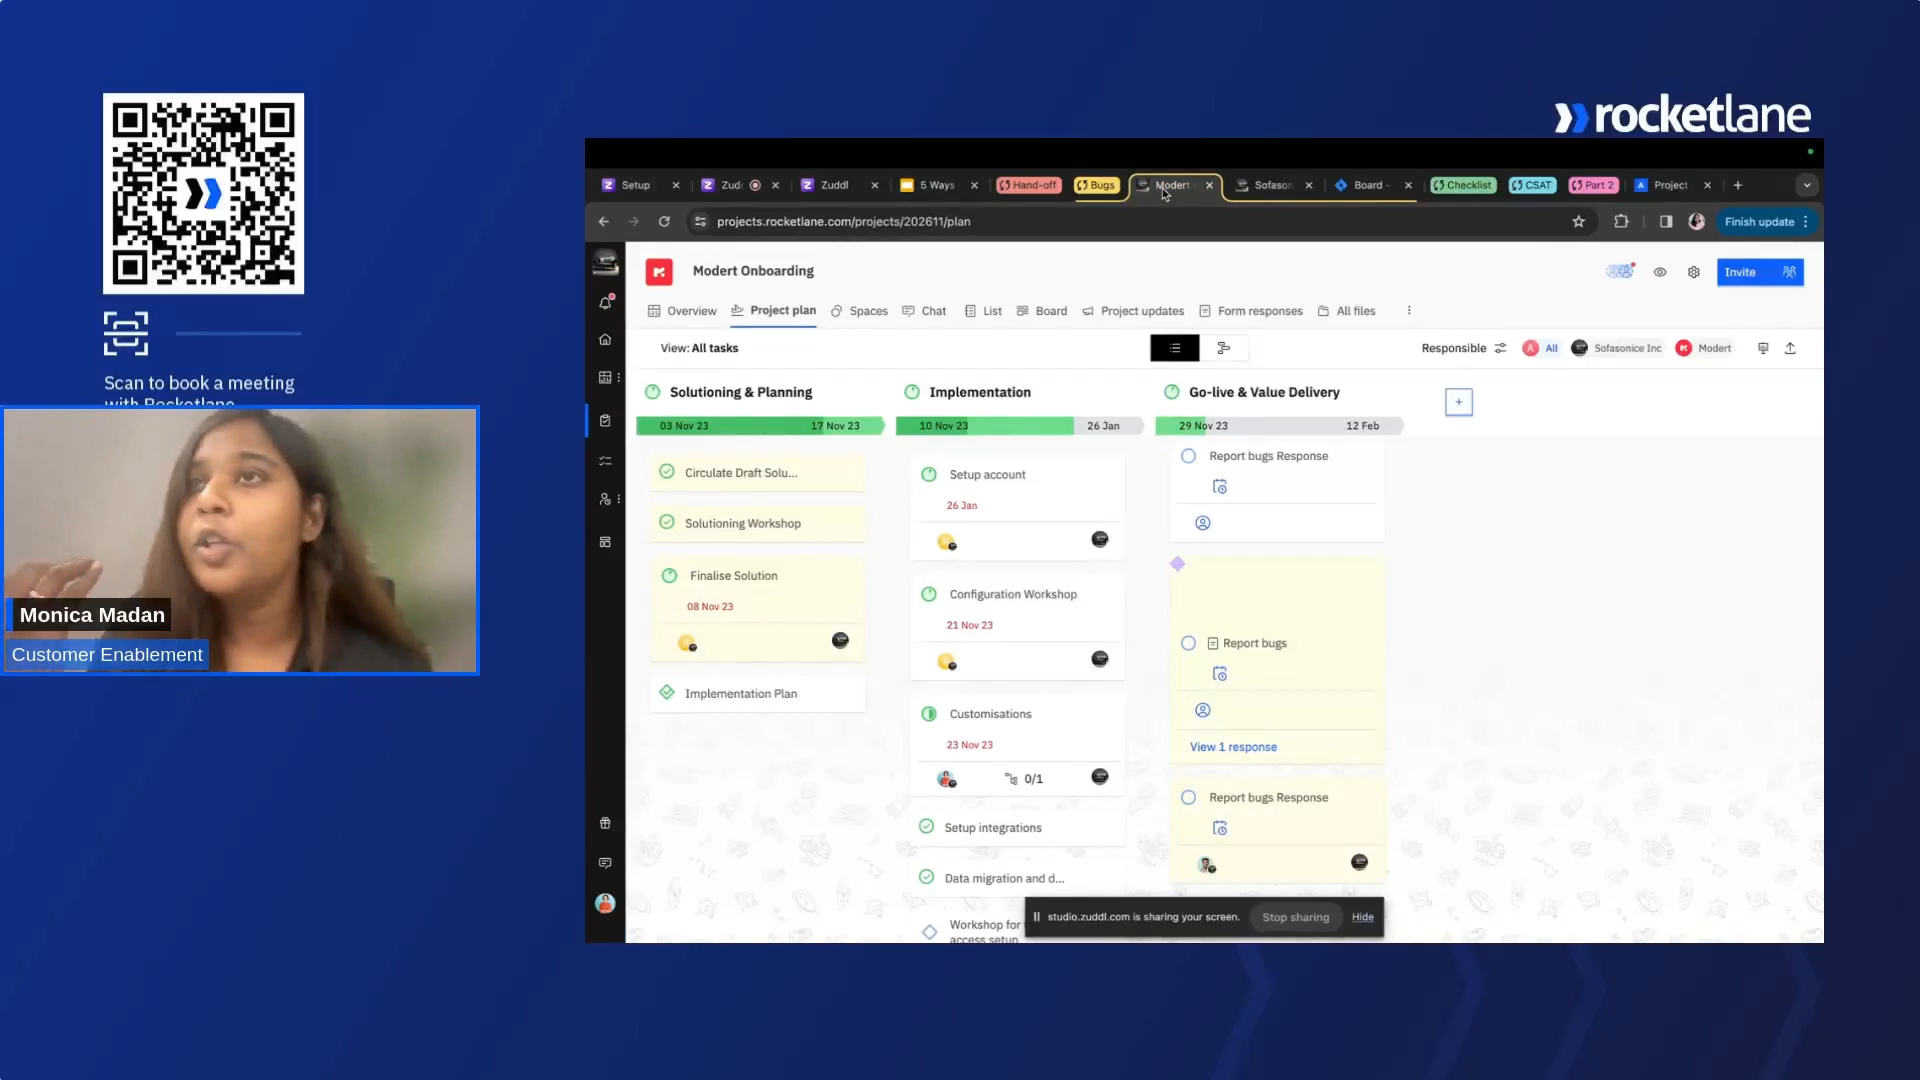 rocketlane
Scan to book a meeting
with Rocketlane
Monica Madan
Customer Enablement
Setup
Zud
Zuddl
5 Ways
Hand-off
Bugs
Modert
Sofason
Board -
Checklist
CSAT
Part 2
Project
projects.rocketlane.com/projects/202611/plan
Finish update
Modert Onboarding
Invite
Overview
Project plan
Spaces
Chat
List
Board
Project updates
Form responses
All files
View: All tasks
Responsible
A
All
Sofasonice Inc
Modert
Solutioning & Planning
Implementation
Go-live & Value Delivery
03 Nov 23
17 Nov 23
10 Nov 23
26 Jan
29 Nov 23
12 Feb
Circulate Draft Solu...
Solutioning Workshop
Finalise Solution
08 Nov 23
Implementation Plan
Setup account
26 Jan
Configuration Workshop
21 Nov 23
Customisations
23 Nov 23
0/1
Setup integrations
Data migration and d...
Workshop for
access setup
Report bugs Response
Report bugs
View 1 response
Report bugs Response
studio.zuddl.com is sharing your screen.
Stop sharing
Hide